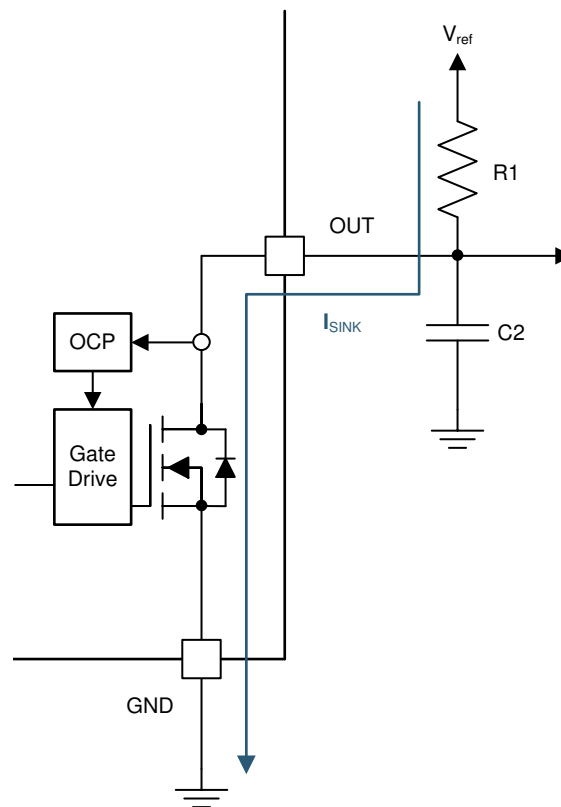 Vref
R1
OUT
ISINK
C2
OCP
Gate
Drive
GND